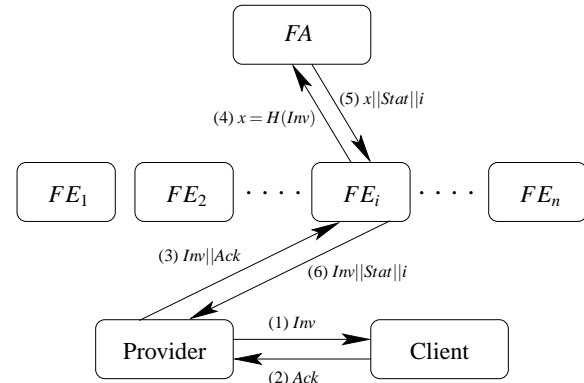 FA
(5) x||Stat||i
(4) x = H(Inv)
FE1 FE2 · · · · FEi · · · · FEn
(3) Inv||Ack
(6) Inv||Stat||i
(1) Inv
Provider Client
(2) Ack